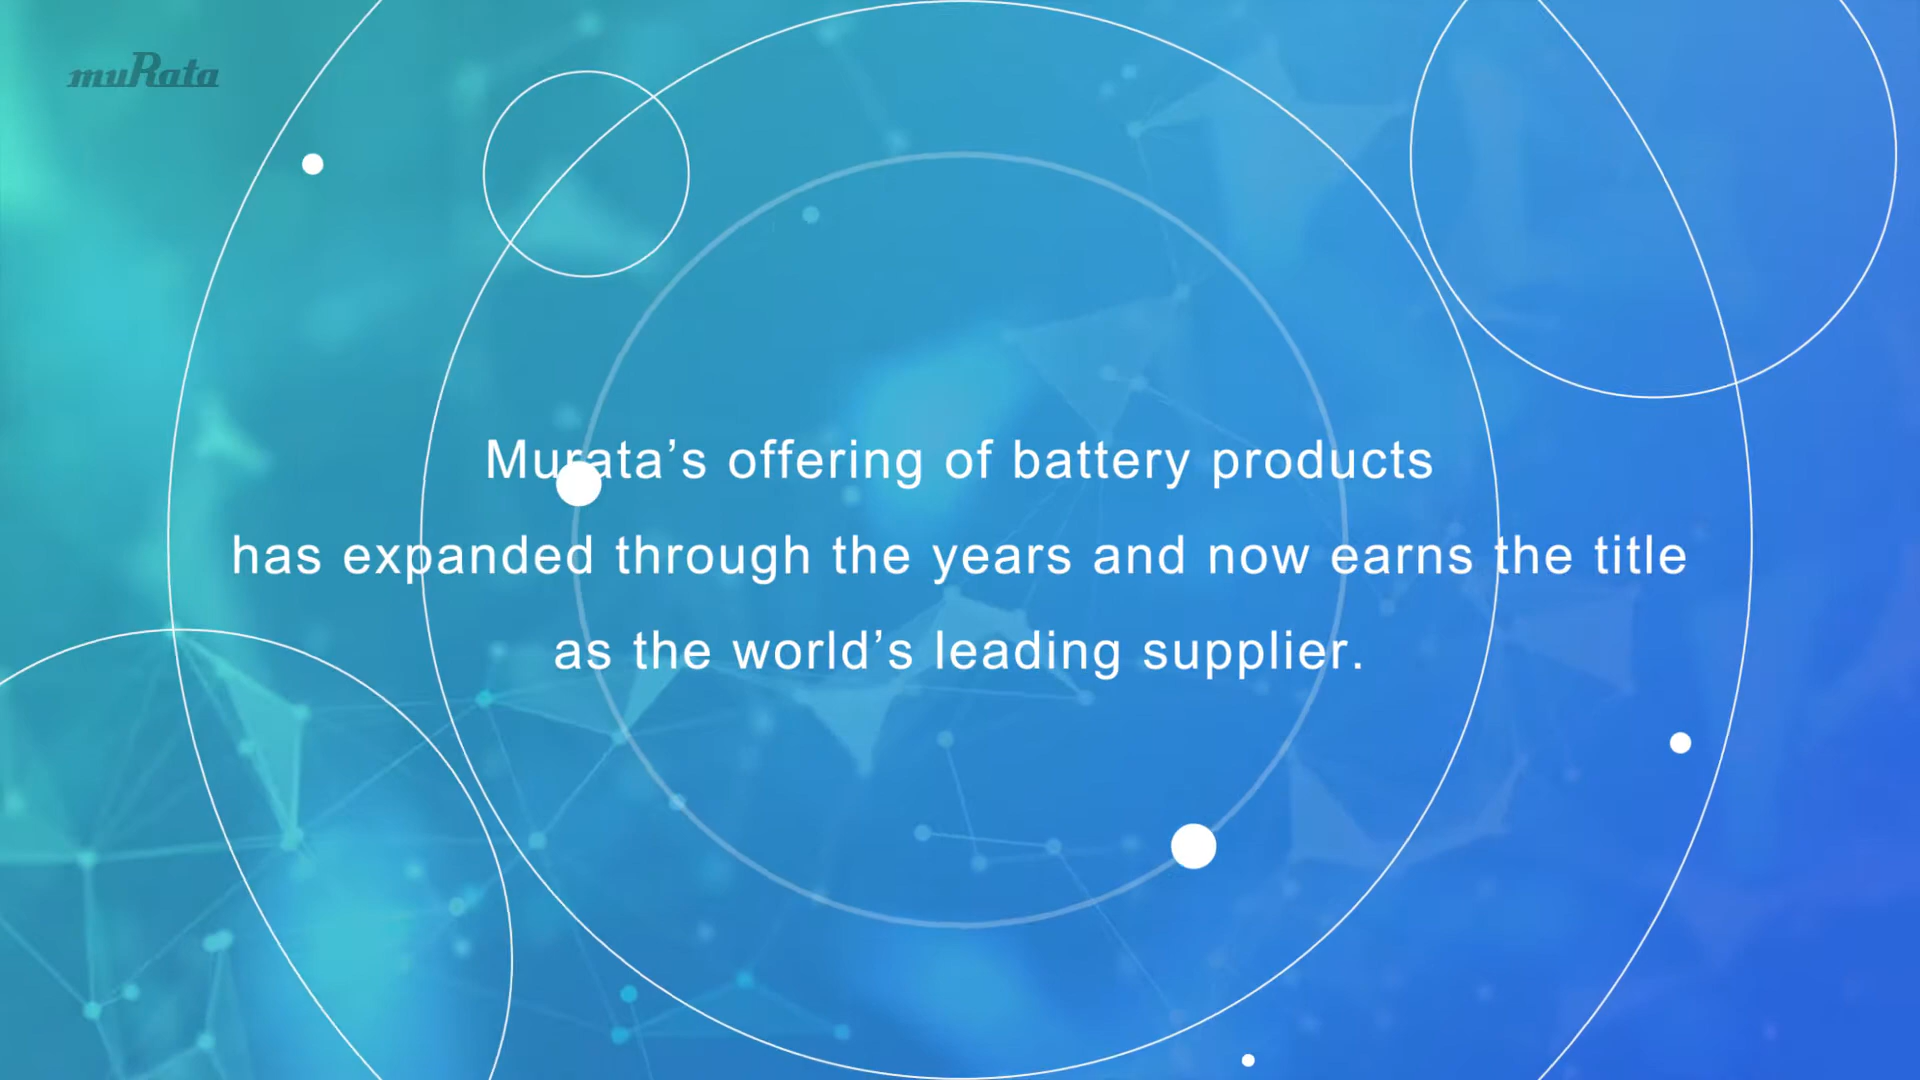 muRata
Murata’s offering of battery products
has expanded through the years and now earns the title
as the world’s leading supplier.